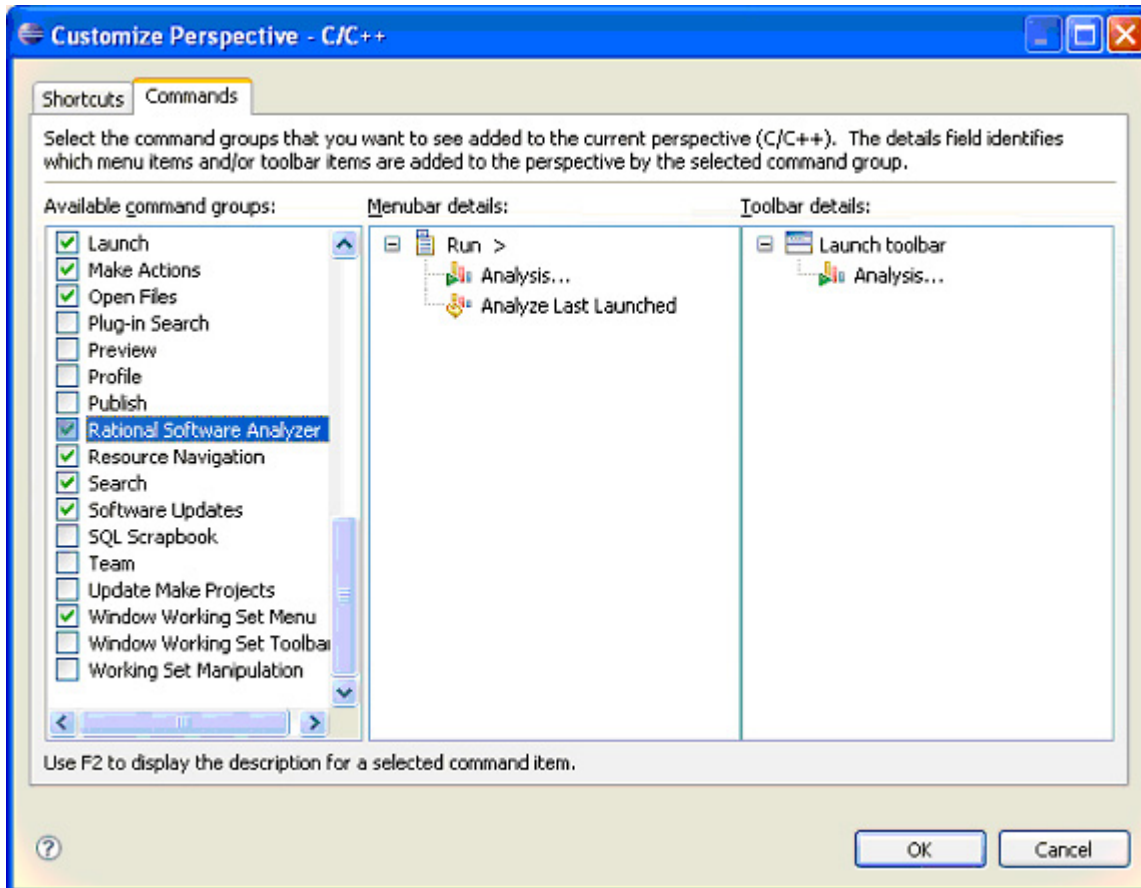 Customize Perspective - C/C++
Shortcuts
Commands
Select the command groups that you want to see added to the current perspective (C/C++). The details field identifies
which menu items and/or toolbar items are added to the perspective by the selected command group.
Available command groups:
Launch
Make Actions
Open Files
Plug-in Search
Preview
Profile
Publish
Rational Software Analyzer
Resource Navigation
Search
Software Updates
SQL Scrapbook
Team
Update Make Projects
Window Working Set Menu
Window Working Set Toolbar
Working Set Manipulation
Menubar details:
Run >
Analysis...
Analyze Last Launched
Toolbar details:
Launch toolbar
Analysis...
Use F2 to display the description for a selected command item.
?
OK
Cancel